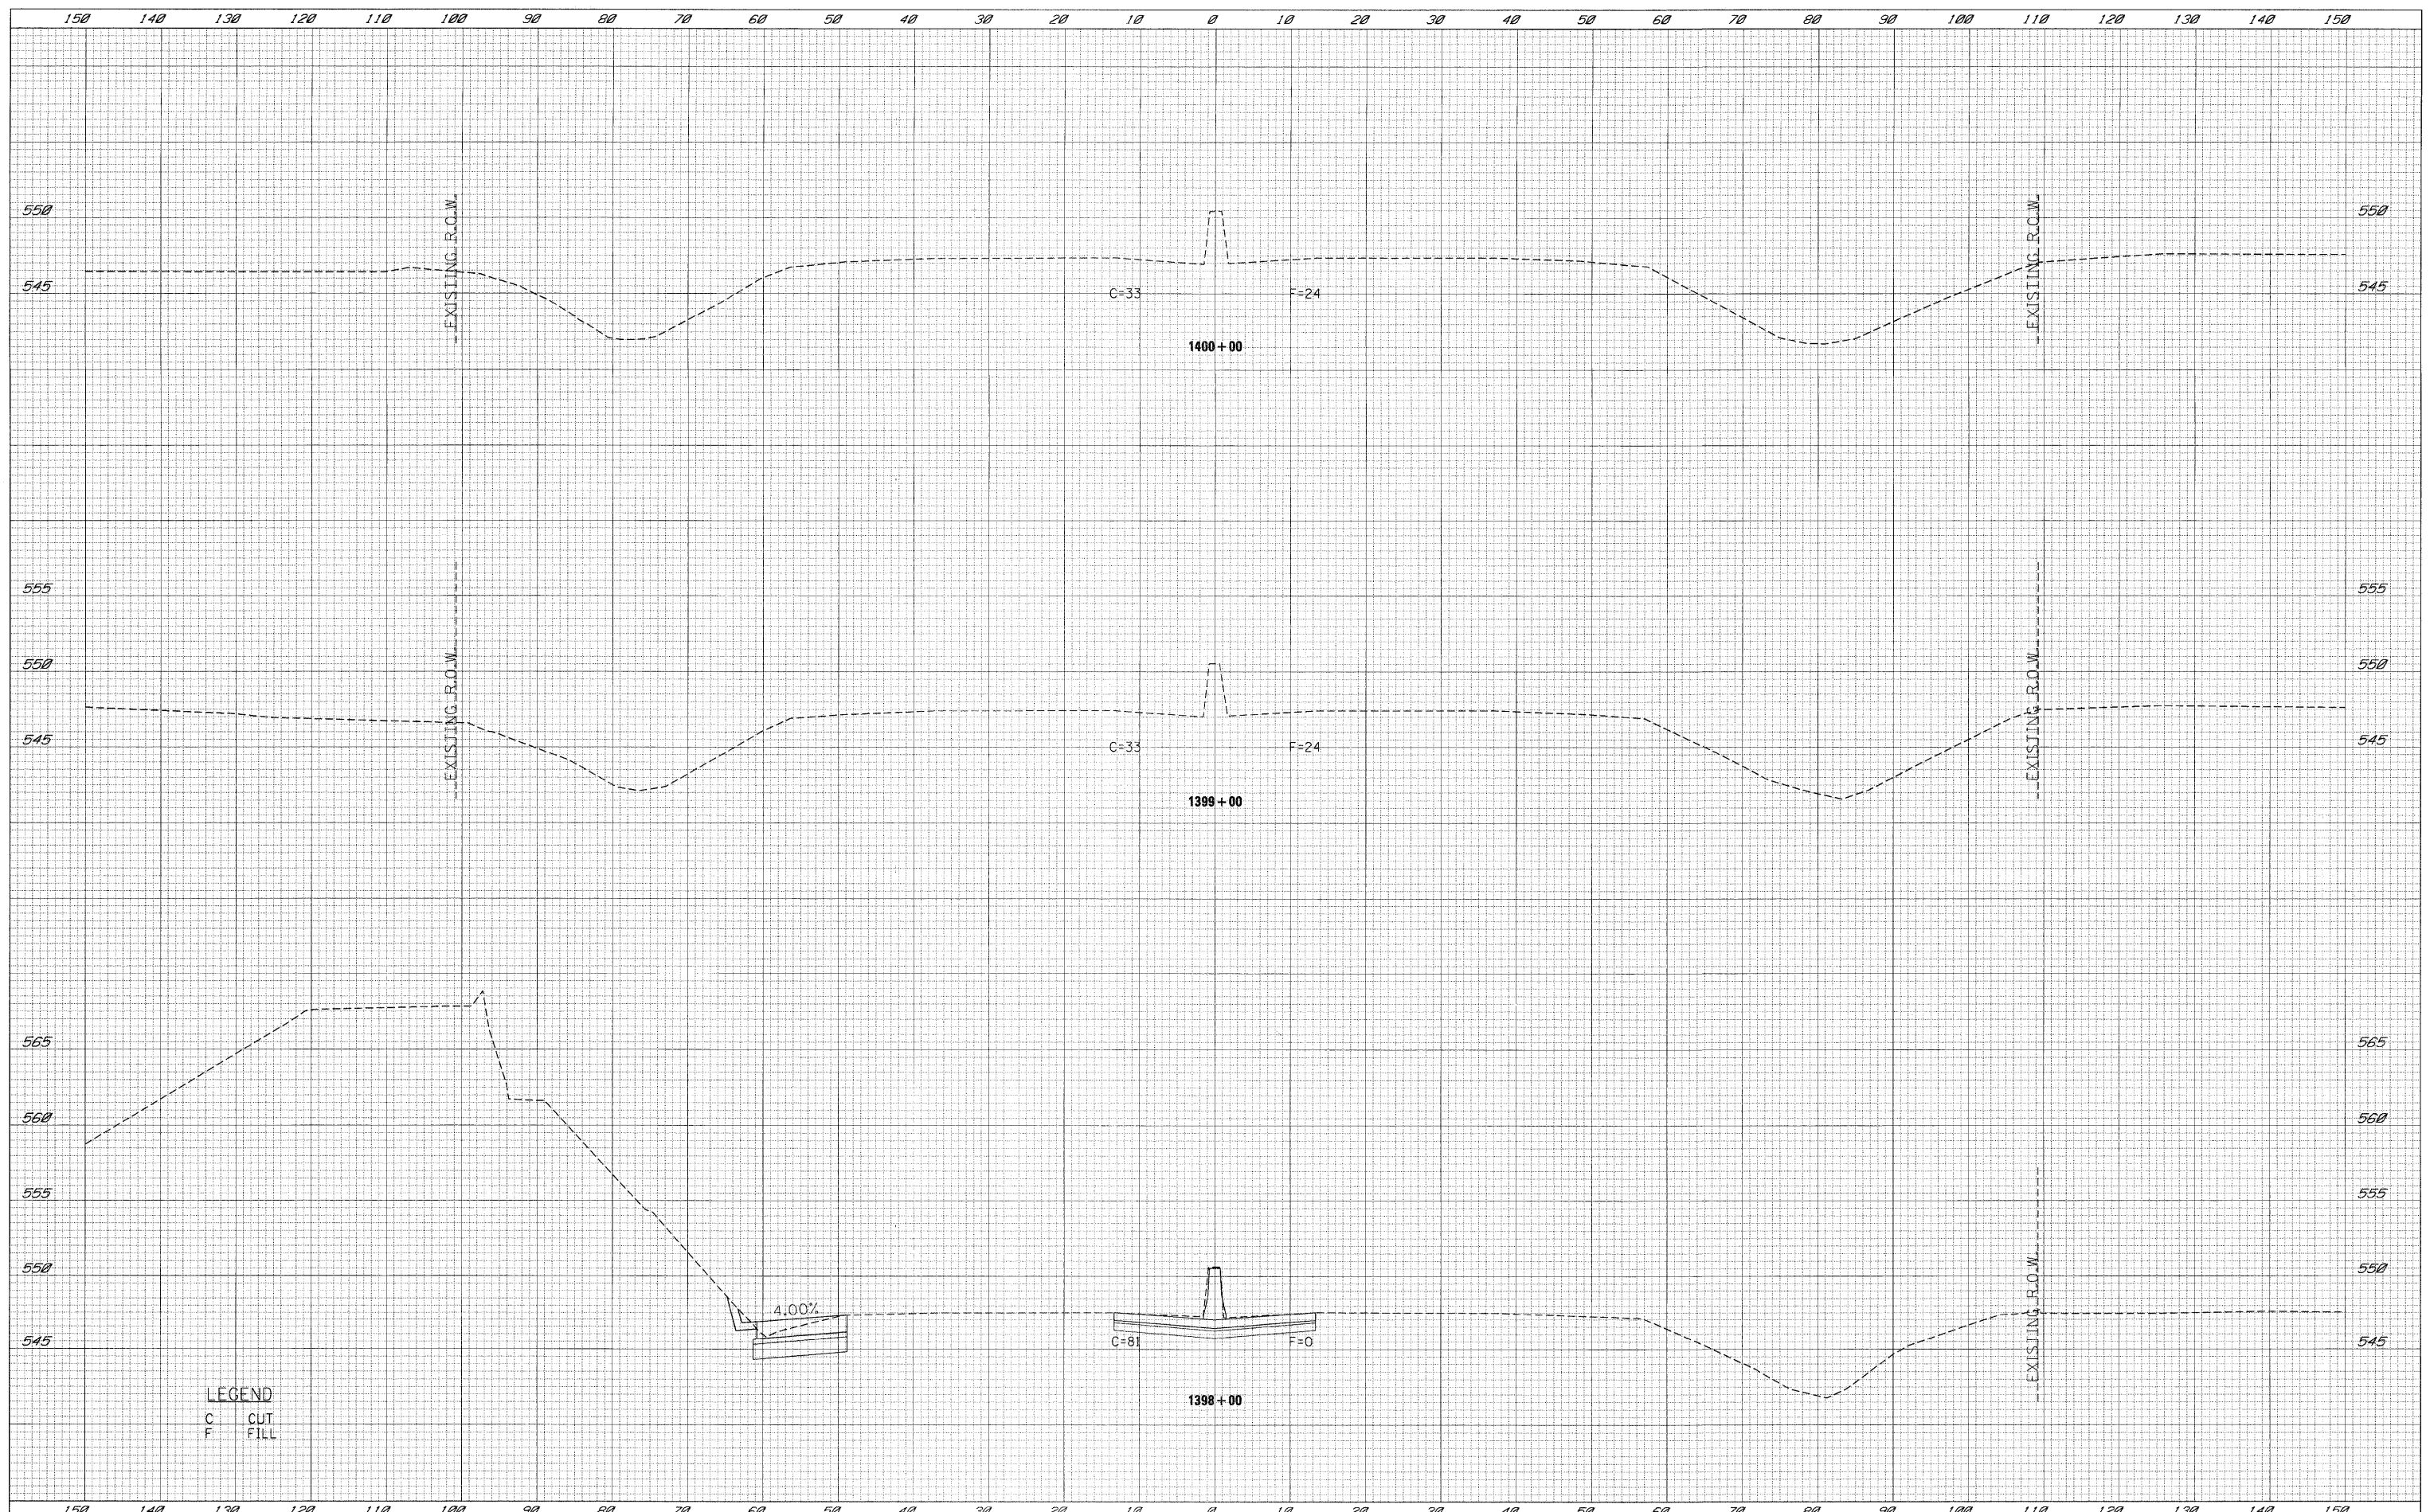 150 140 130 120 110 100 90 80 70 60 50 40 30 20 10 0 10 20 30 40 50 60 70 80 90 100 110 120 130 140 150
EXISTING R.O.W.
EXISTING R.O.W.
550 550
545 C=33 F=24 545
1400+00
555 555
EXISTING R.O.W.
EXISTING R.O.W.
550 550
545 C=33 F=24 545
1399+00
565 565
560 560
555 555
EXISTING R.O.W.
550 550
4.00%
545 C=81 F=0 545
1398+00
LEGEND
C CUT
F FILL
150 140 130 120 110 100 90 80 70 60 50 40 30 20 10 0 10 20 30 40 50 60 70 80 90 100 110 120 130 140 150